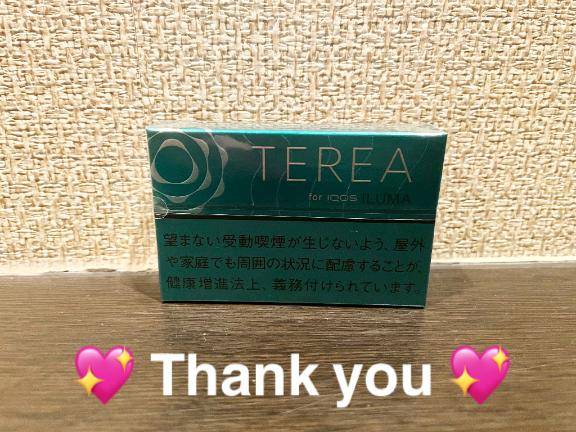 TEREA
for IQOS ILUMA
望まない受動喫煙が生じないよう、屋外
や家庭でも周囲の状況に配慮することが、
健康増進法上、義務付けられています。
💖 Thank you 💖